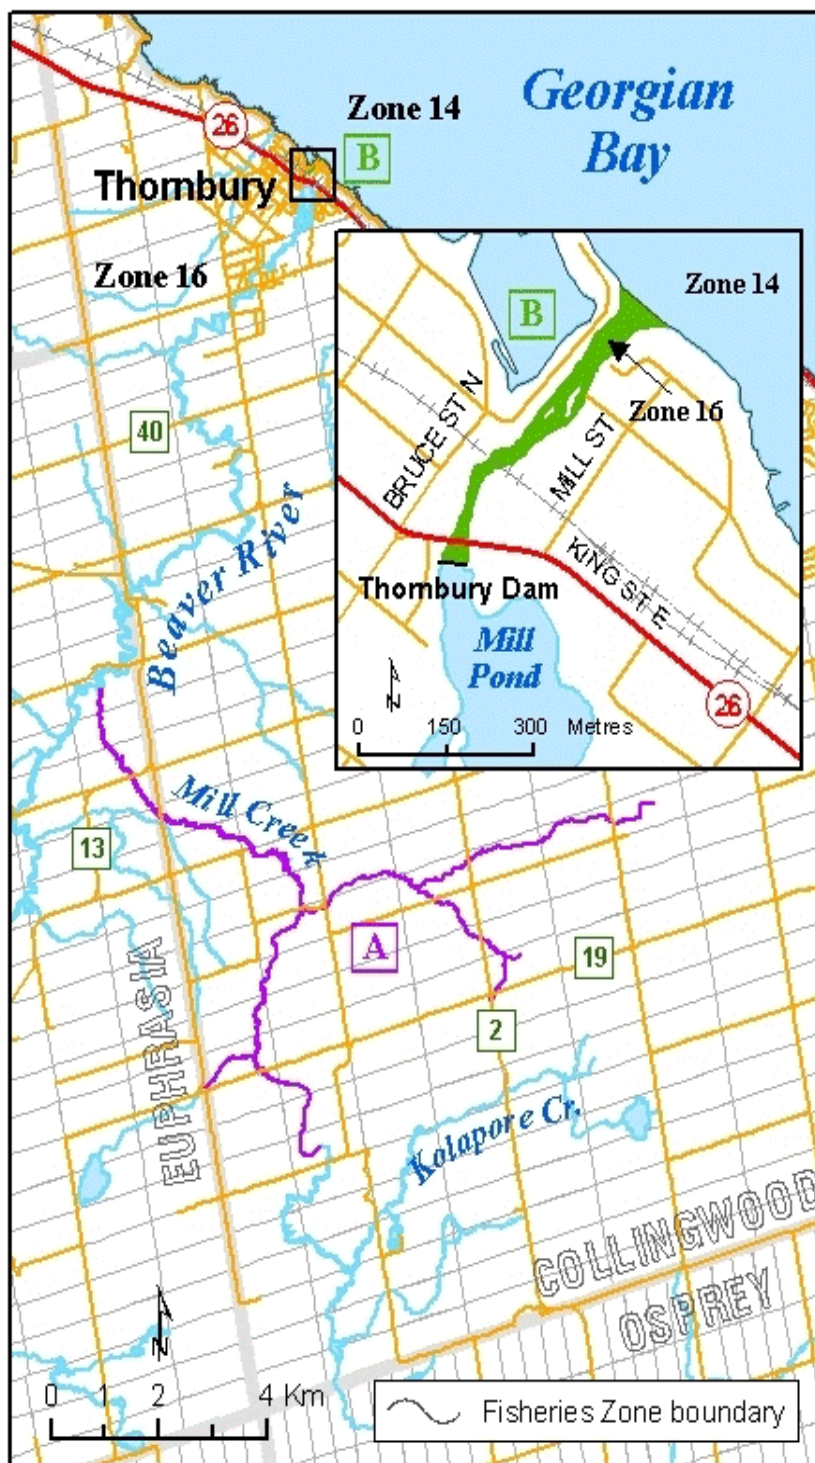 Georgian
Bay
Zone 14
26
B
Thornbury
Zone 16
Zone 14
B
Zone 16
BRUCE ST N
MILL ST
KING ST E
Thornbury Dam
Mill
Pond
26
N
0 150 300 Metres
40
Beaver River
Mill Creek
13
A
19
2
EUPHRASIA
Kolapore Cr.
COLLINGWOOD
OSPREY
N
0 1 2 4 Km
Fisheries Zone boundary